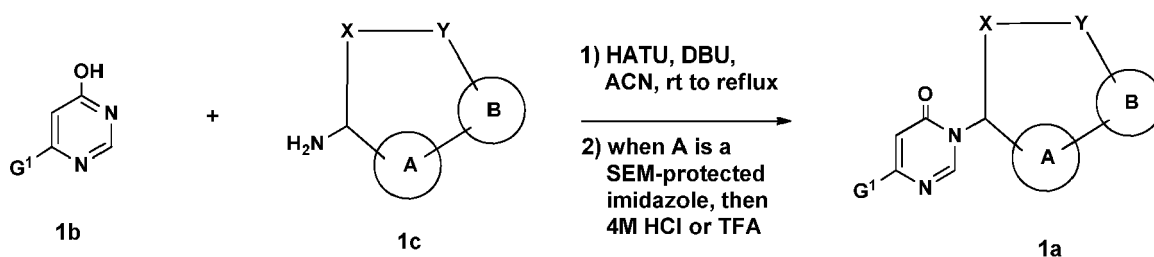 OH
N
N
G¹
1b
+
X Y
H₂N
A
B
1c
1) HATU, DBU,
ACN, rt to reflux
2) when A is a
SEM-protected
imidazole, then
4M HCl or TFA
X Y
O
N
N
G¹
A
B
1a